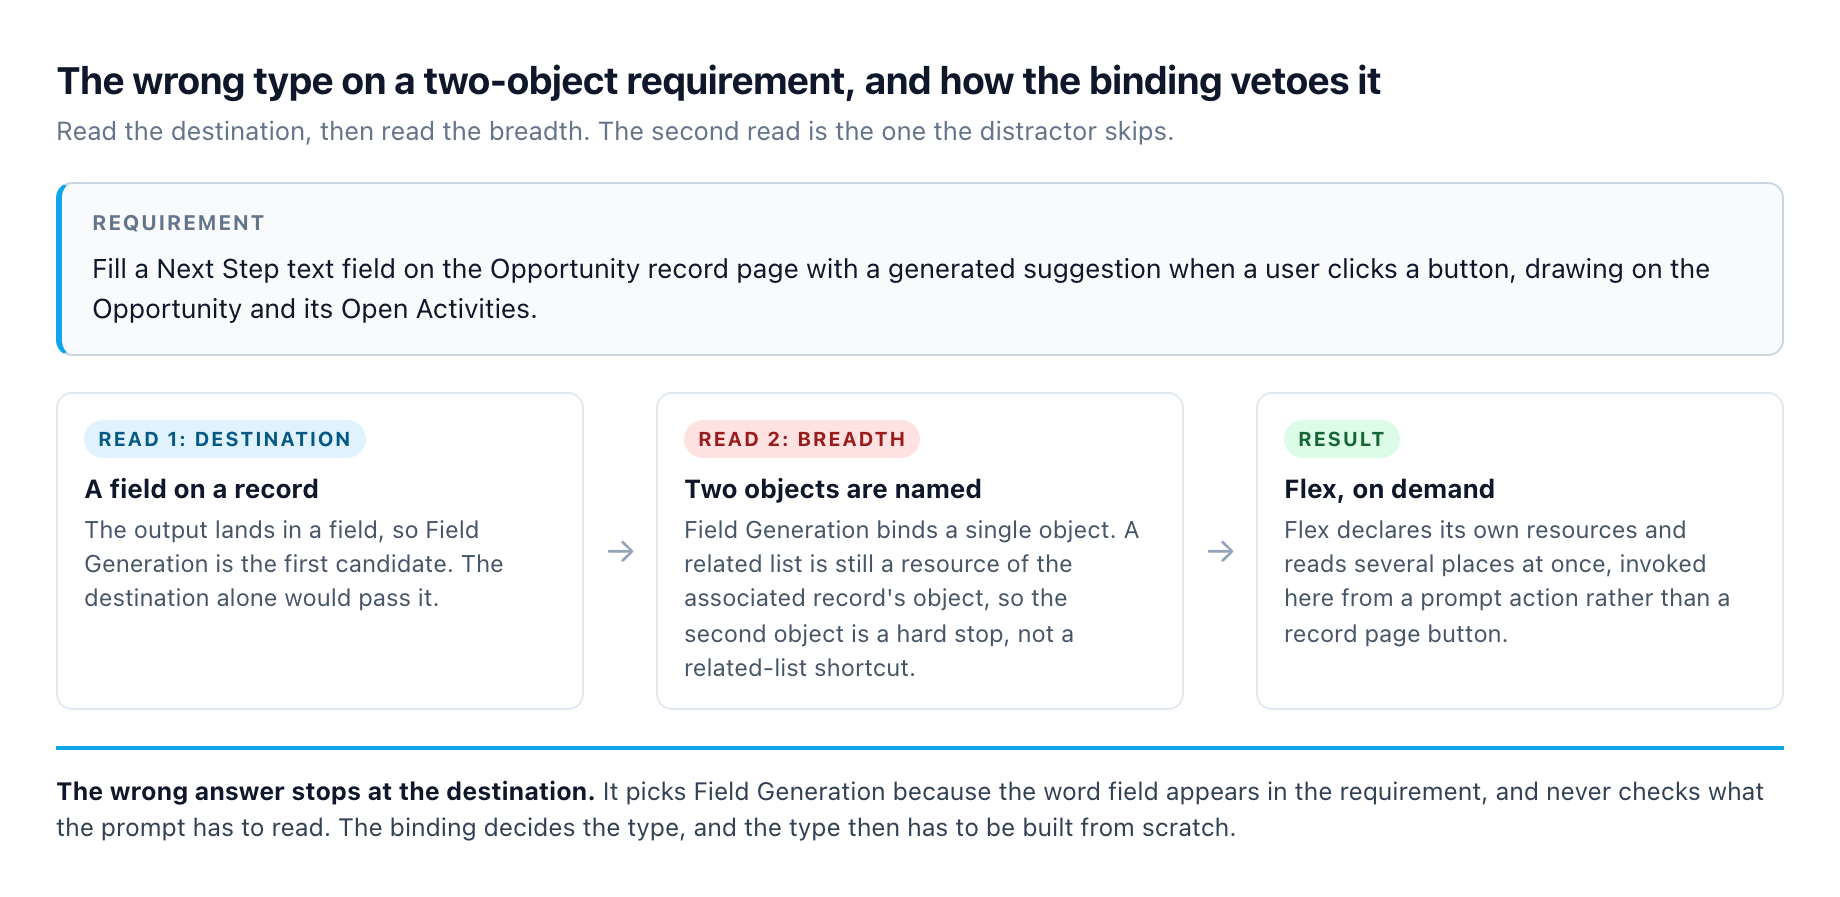 The wrong type on a two-object requirement, and how the binding vetoes it
Read the destination, then read the breadth. The second read is the one the distractor skips.
REQUIREMENT
Fill a Next Step text field on the Opportunity record page with a generated suggestion when a user clicks a button, drawing on the
Opportunity and its Open Activities.
READ 1: DESTINATION
A field on a record
The output lands in a field, so Field
Generation is the first candidate. The
destination alone would pass it.
→
READ 2: BREADTH
Two objects are named
Field Generation binds a single object. A
related list is still a resource of the
associated record's object, so the
second object is a hard stop, not a
related-list shortcut.
→
RESULT
Flex, on demand
Flex declares its own resources and
reads several places at once, invoked
here from a prompt action rather than a
record page button.
The wrong answer stops at the destination. It picks Field Generation because the word field appears in the requirement, and never checks what
the prompt has to read. The binding decides the type, and the type then has to be built from scratch.